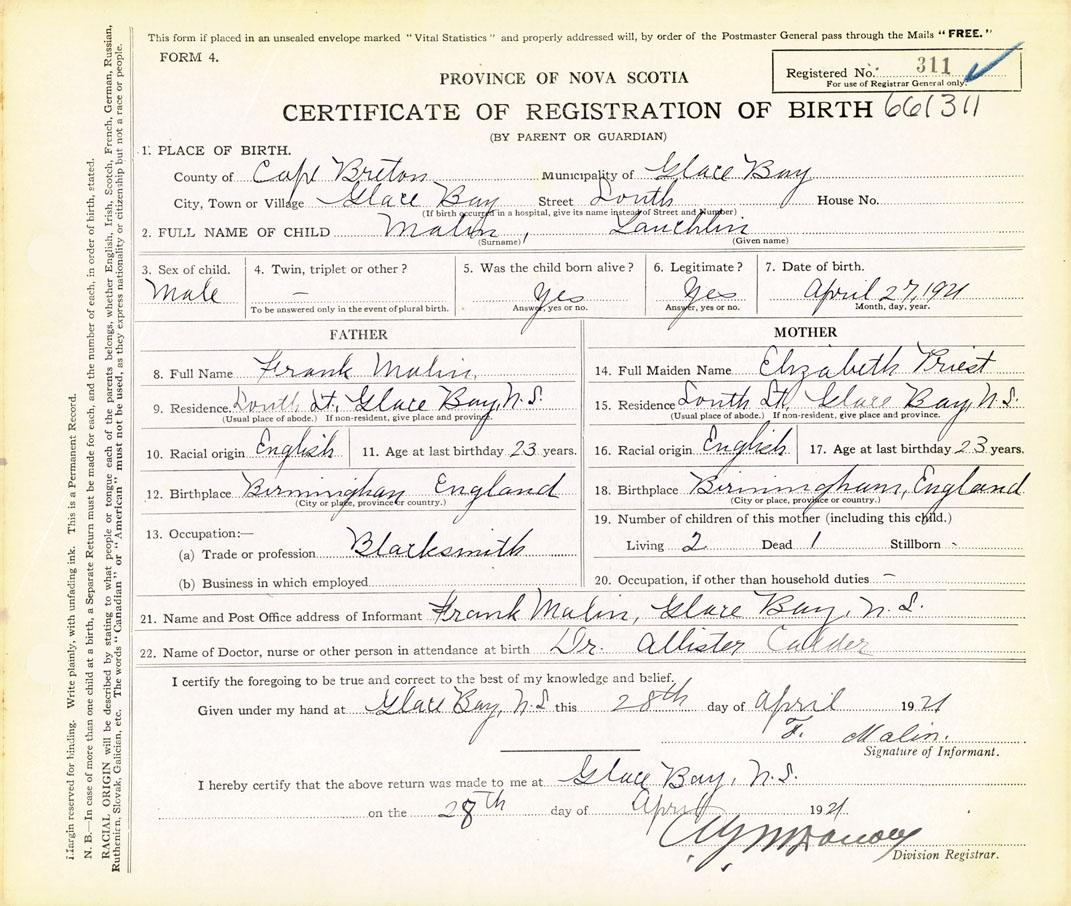 This form if placed in an unsealed envelope marked "Vital Statistics" and properly addressed will, by order of the Postmaster General pass through the Mails "FREE."
FORM 4.
Registered No. 311
For use of Registrar General only.
PROVINCE OF NOVA SCOTIA
CERTIFICATE OF REGISTRATION OF BIRTH 661311
(BY PARENT OR GUARDIAN)
1. PLACE OF BIRTH.
County of Cape Breton Municipality of Glace Bay
City, Town or Village Glace Bay Street South House No.
(If birth occurred in a hospital, give its name instead of Street and Number)
2. FULL NAME OF CHILD Malin, Lauchlin
(Surname) (Given name)
3. Sex of child. 4. Twin, triplet or other? 5. Was the child born alive? 6. Legitimate? 7. Date of birth.
Male – Yes Yes April 27, 1921
To be answered only in the event of plural birth. Answer, yes or no. Answer, yes or no. Month, day, year.
FATHER
8. Full Name Frank Malin.
9. Residence South St., Glace Bay, N.S.
(Usual place of abode.) If non-resident, give place and province.
10. Racial origin English 11. Age at last birthday 23 years.
12. Birthplace Birmingham England
(City or place, province or country.)
13. Occupation:—
(a) Trade or profession Blacksmith
(b) Business in which employed
MOTHER
14. Full Maiden Name Elizabeth Priest
15. Residence South St. Glace Bay, N.S.
(Usual place of abode.) If non-resident, give place and province.
16. Racial origin English 17. Age at last birthday 23 years.
18. Birthplace Birmingham, England
(City or place, province or country.)
19. Number of children of this mother (including this child.)
Living 2 Dead 1 Stillborn -
20. Occupation, if other than household duties –
21. Name and Post Office address of Informant Frank Malin, Glace Bay, N.S.
22. Name of Doctor, nurse or other person in attendance at birth Dr. Allister Calder
I certify the foregoing to be true and correct to the best of my knowledge and belief.
Given under my hand at Glace Bay, N.S. this 28th day of April 1921
F. Malin.
Signature of Informant.
I hereby certify that the above return was made to me at Glace Bay, N.S.
on the 28th day of April 1921
Division Registrar.
Margin reserved for binding. Write plainly, with unfading ink. This is a Permanent Record.
N. B.—In case of more than one child at a birth, a Separate Return must be made for each, and the number of each, in order of birth, stated.
RACIAL ORIGIN will be described by stating to what people or tongue each of the parents belongs, whether English, Irish, Scotch, French, German, Russian,
Ruthenian, Slovak, Galician, etc. The words "Canadian" or "American" must not be used, as they express nationality or citizenship but not a race or people.